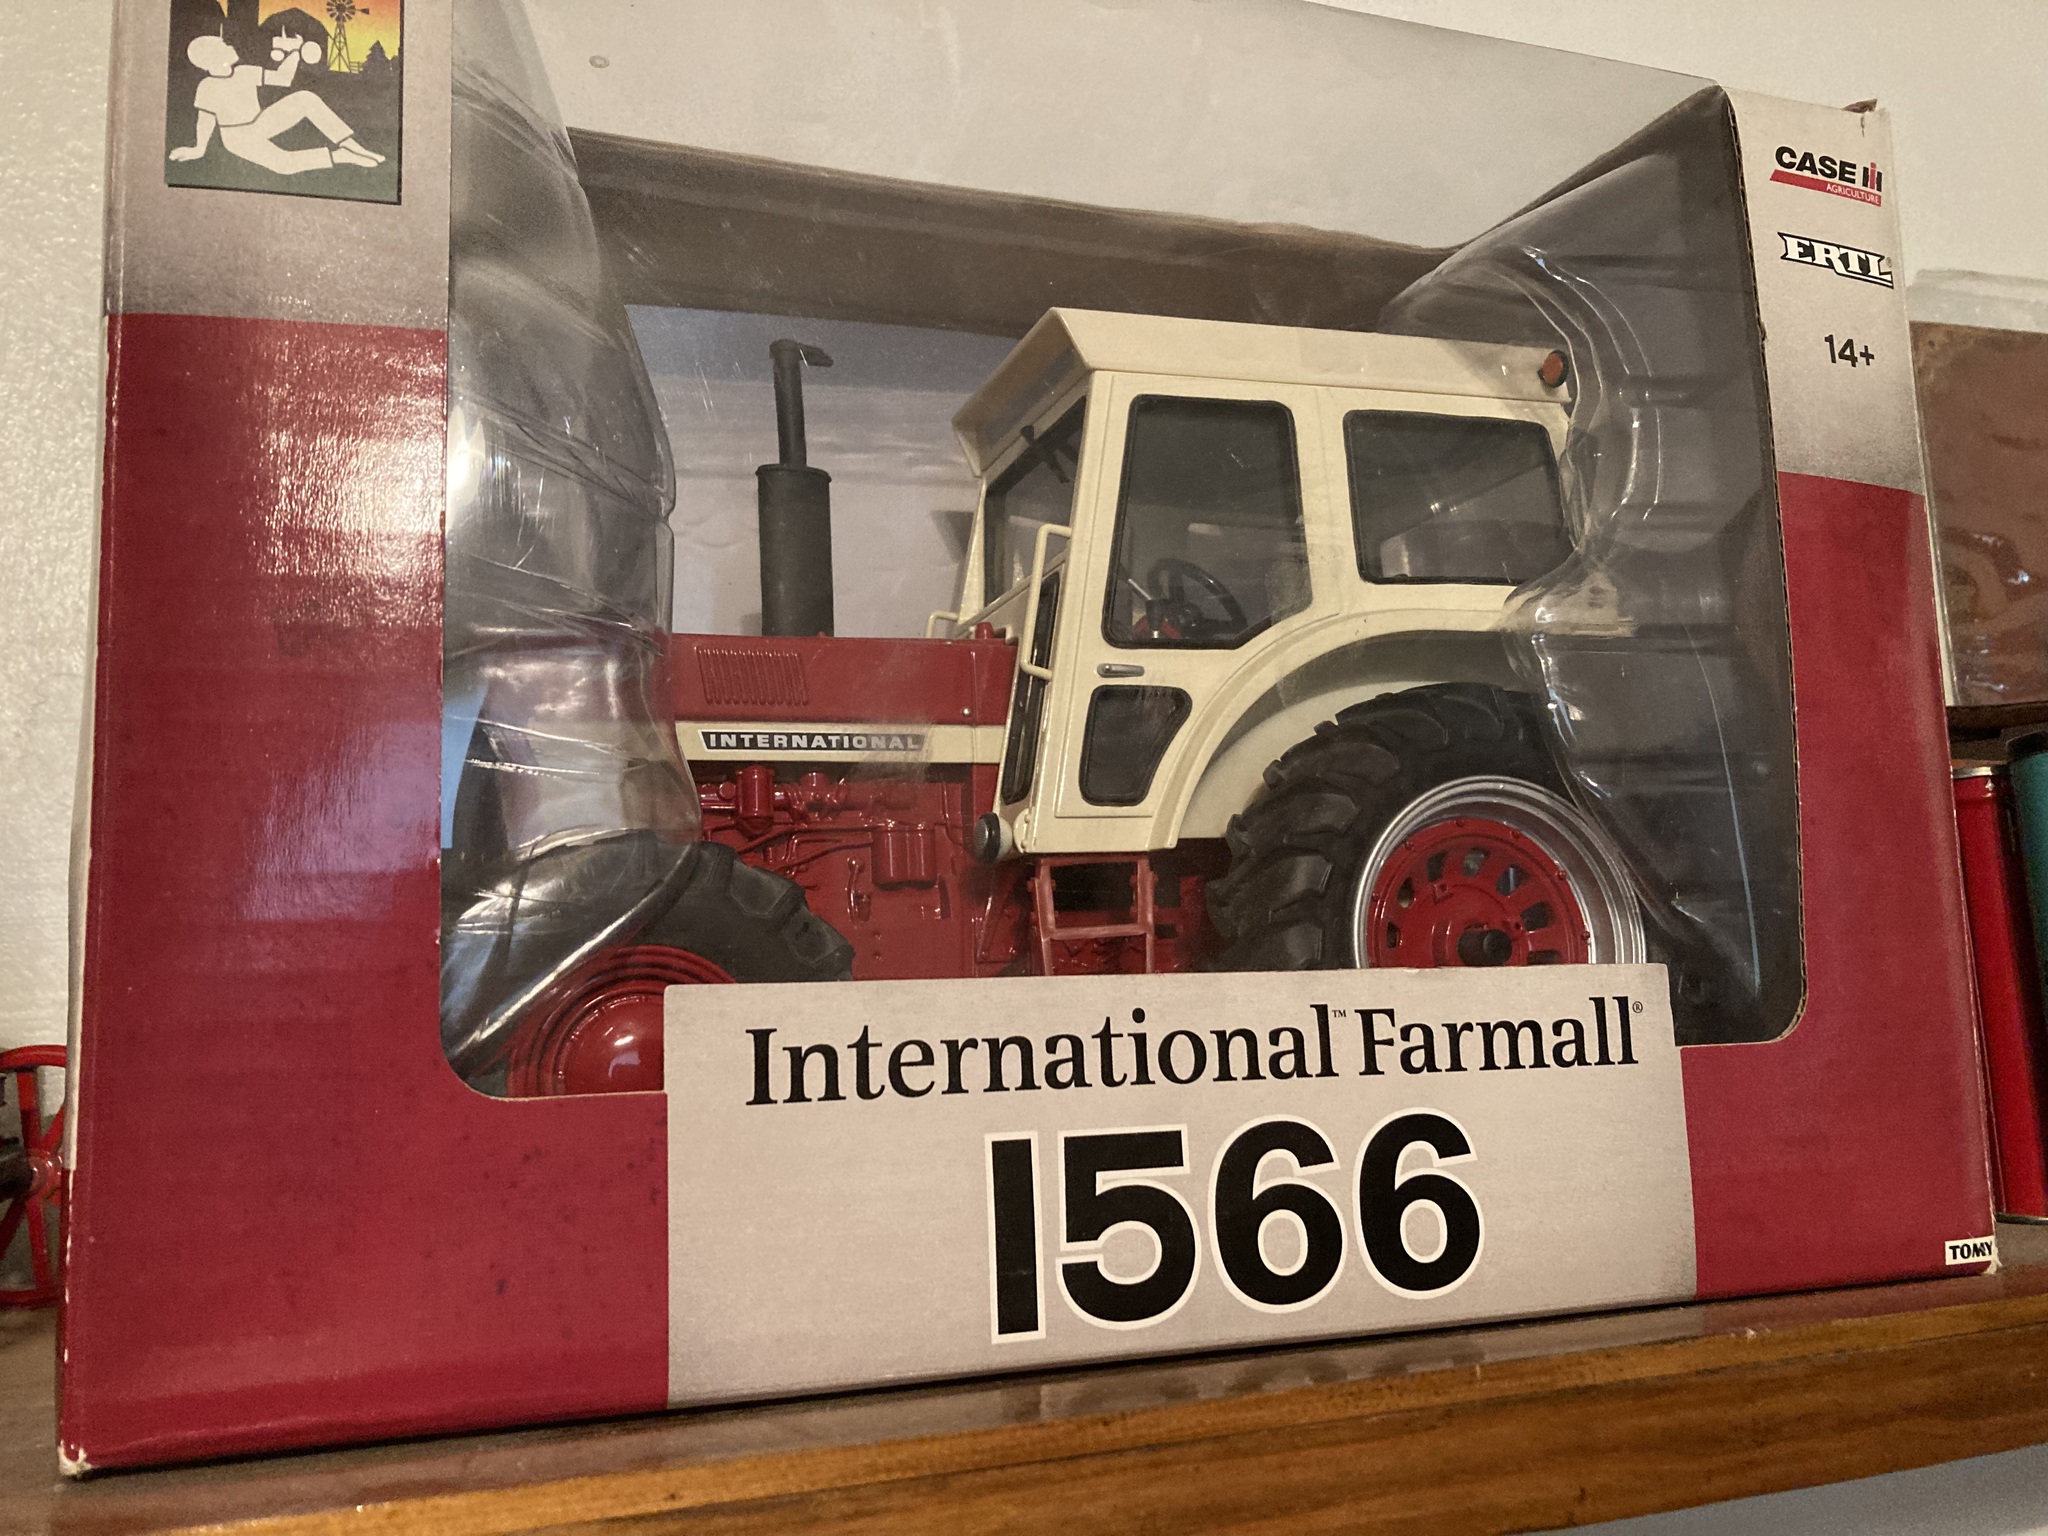 CASE IH
AGRICULTURE
ERTL®
14+
INTERNATIONAL
International™ Farmall®
1566
TOMY